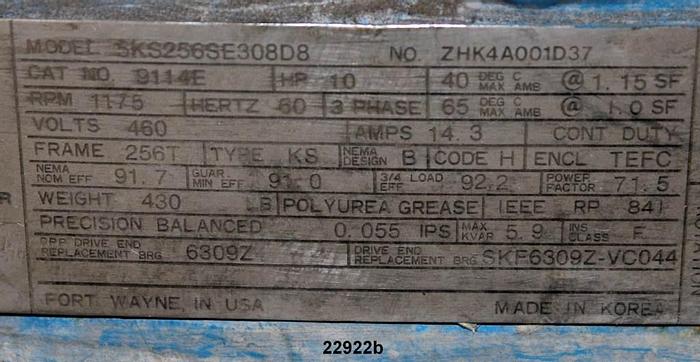 MODEL 5KS256SE308D8 NO. ZHK4A001D37
CAT NO. 9114E HP 10 40 DEG C MAX AMB @ 1.15 SF
RPM 1175 HERTZ 60 3 PHASE 65 DEG C MAX AMB @ 1.0 SF
VOLTS 460 AMPS 14.3 CONT DUTY
FRAME 256T TYPE KS NEMA DESIGN B CODE H ENCL TEFC
NEMA NOM EFF 91.7 GUAR. MIN EFF 91.0 3/4 LOAD EFF 92.2 POWER FACTOR 71.5
WEIGHT 430 LB POLYUREA GREASE IEEE RP 841
PRECISION BALANCED 0.055 IPS MAX KVAR 5.9 INS CLASS F
OPP DRIVE END REPLACEMENT BRG 6309Z DRIVE END REPLACEMENT BRG SKF6309Z-VC044
FORT WAYNE, IN USA MADE IN KOREA
22922b